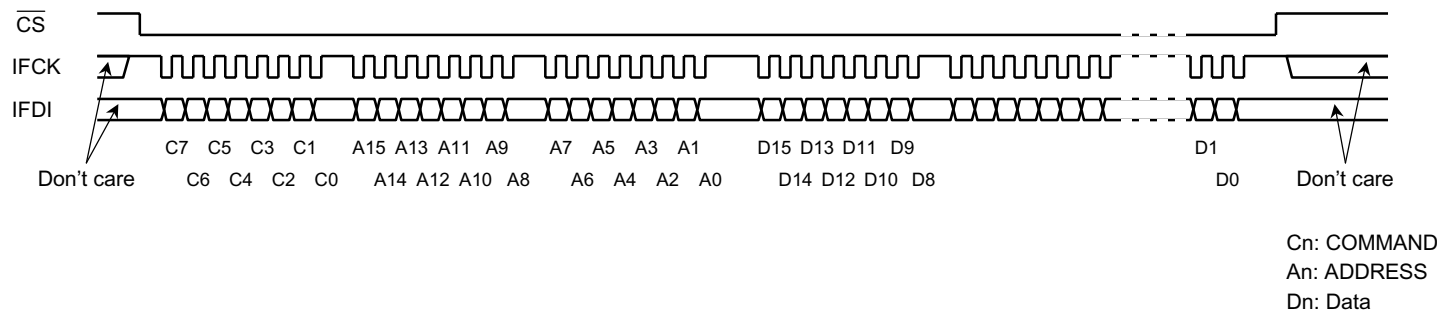 CS
IFCK
IFDI
C7 C5 C3 C1 A15 A13 A11 A9 A7 A5 A3 A1 D15 D13 D11 D9 D1
Don't care C6 C4 C2 C0 A14 A12 A10 A8 A6 A4 A2 A0 D14 D12 D10 D8 D0 Don't care
Cn: COMMAND
An: ADDRESS
Dn: Data